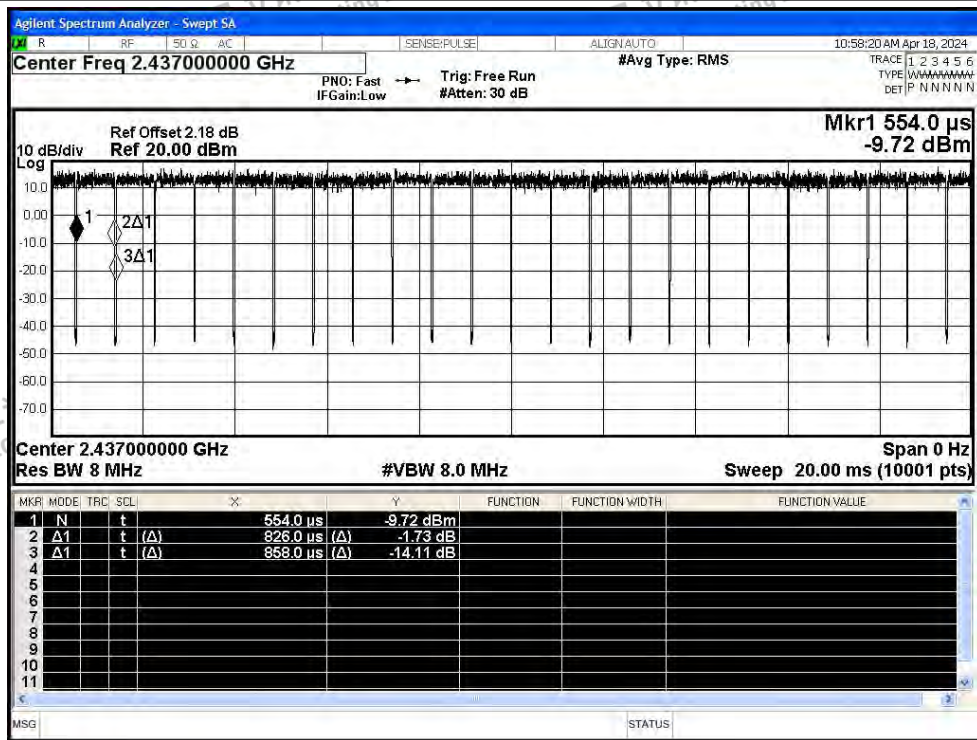 Agilent Spectrum Analyzer - Swept SA
R RF 50 Ω AC SENSE:PULSE ALIGN AUTO 10:58:20 AM Apr 18, 2024
Center Freq 2.437000000 GHz #Avg Type: RMS TRACE 1 2 3 4 5 6
PNO: Fast Trig: Free Run TYPE WWWWWW
IFGain:Low #Atten: 30 dB DET P N N N N N
Mkr1 554.0 µs
Ref Offset 2.18 dB
10 dB/div Ref 20.00 dBm -9.72 dBm
Log
10.0
0.00
1 2Δ1
-10.0
3Δ1
-20.0
-30.0
-40.0
-50.0
-60.0
-70.0
Center 2.437000000 GHz Span 0 Hz
Res BW 8 MHz #VBW 8.0 MHz Sweep 20.00 ms (10001 pts)
MKR MODE TRC SCL X Y FUNCTION FUNCTION WIDTH FUNCTION VALUE
1 N t 554.0 µs -9.72 dBm
2 Δ1 t (Δ) 826.0 µs (Δ) -1.73 dB
3 Δ1 t (Δ) 858.0 µs (Δ) -14.11 dB
4
5
6
7
8
9
10
11
MSG STATUS